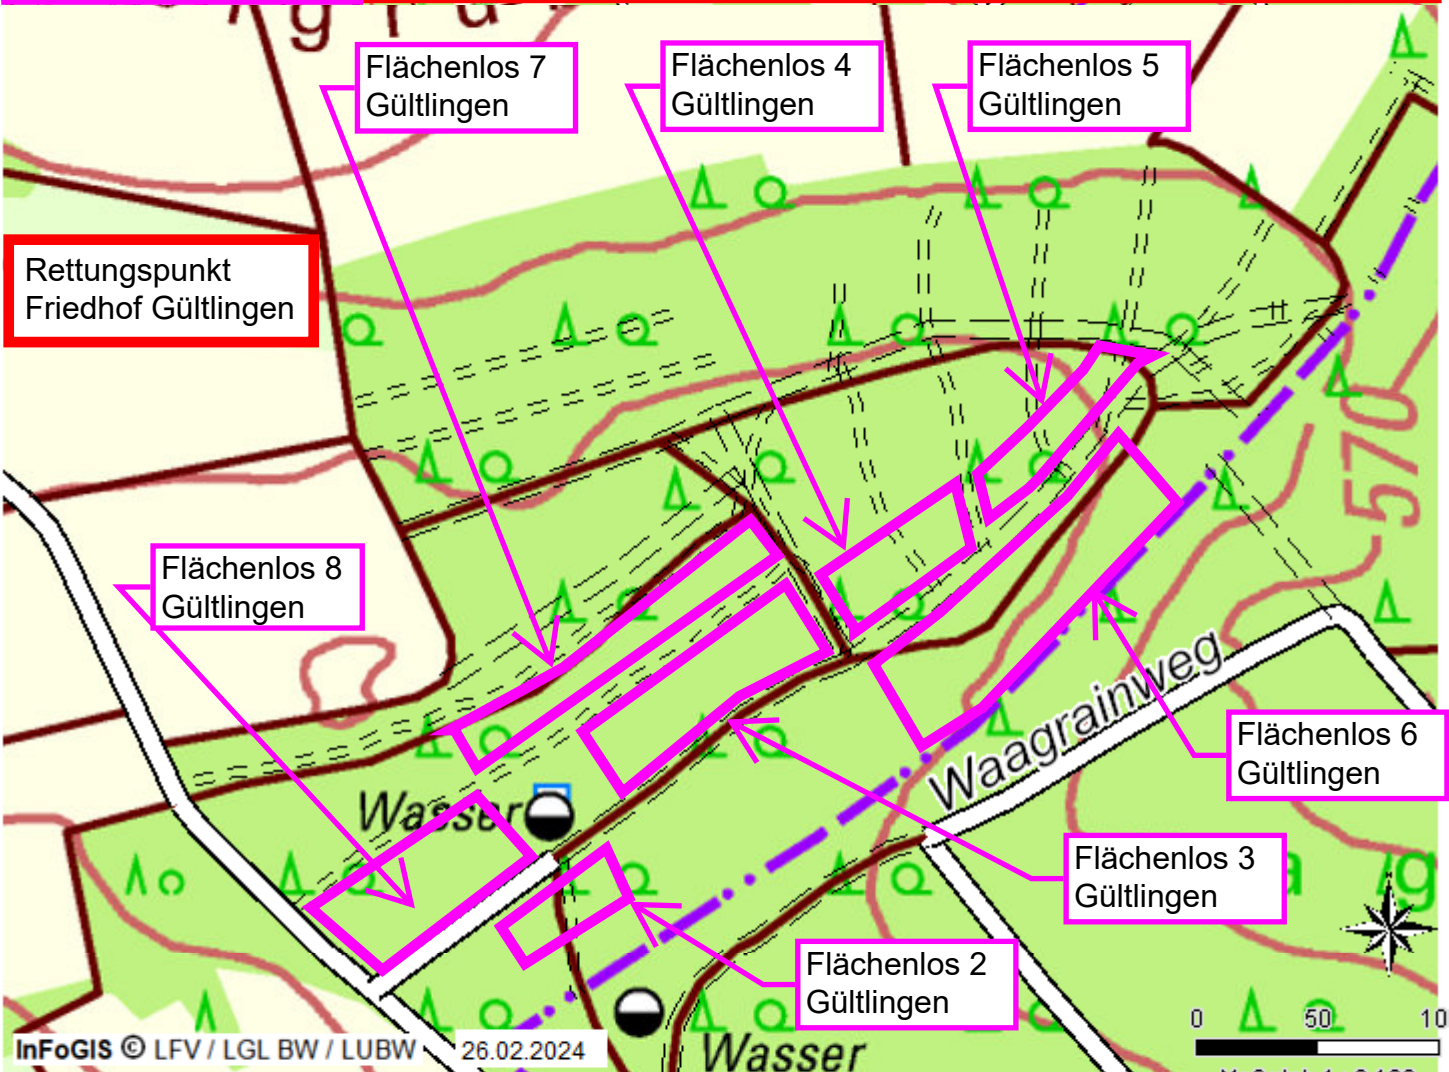 Flächenlos 7
Gültlingen
Flächenlos 4
Gültlingen
Flächenlos 5
Gültlingen
Rettungspunkt
Friedhof Gültlingen
570
Flächenlos 8
Gültlingen
Waagrainweg
Flächenlos 6
Gültlingen
Wasser
Flächenlos 3
Gültlingen
Flächenlos 2
Gültlingen
0 50 10
InFoGIS © LFV / LGL BW / LUBW 26.02.2024
Wasser